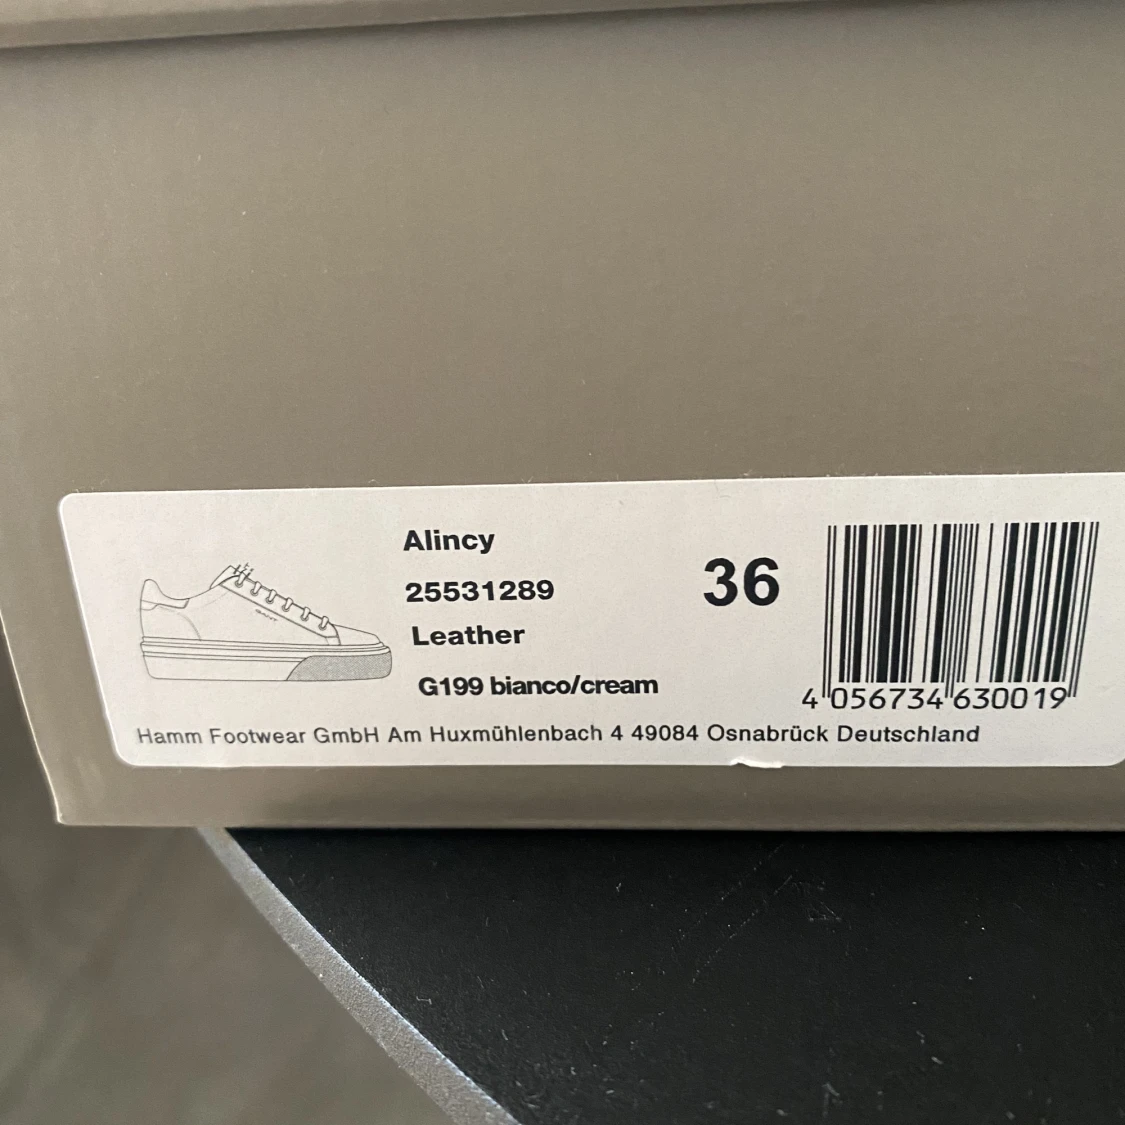 Alincy
25531289
Leather
G199 bianco/cream
36
4 056734 630019
Hamm Footwear GmbH Am Huxmühlenbach 4 49084 Osnabrück Deutschland